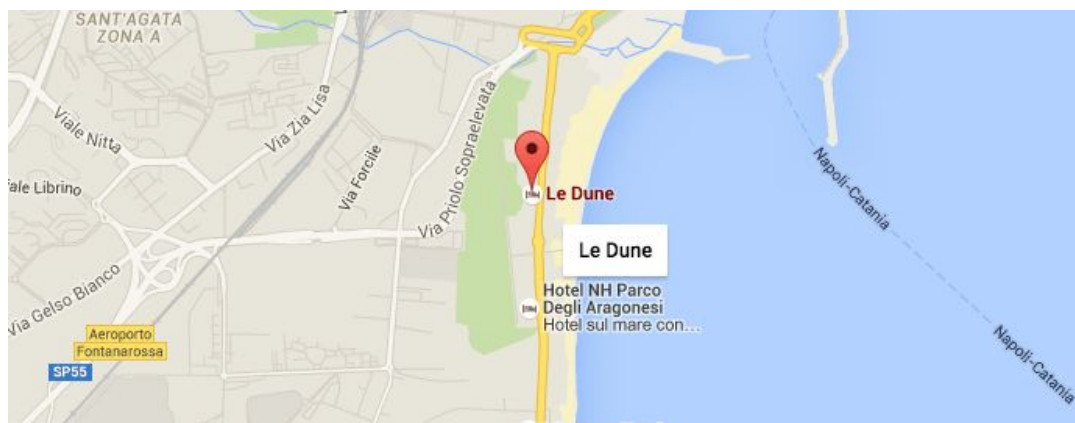 SANT'AGATA
ZONA A
Viale Nitta
Via Zia Lisa
Via Forcile
Via Priolo Sopraelevata
ale Librino
Via Gelso Bianco
Aeroporto
Fontanarossa
SP55
Le Dune
Le Dune
Hotel NH Parco
Degli Aragonesi
Hotel sul mare con...
Napoli-Catania
Napoli-Catania